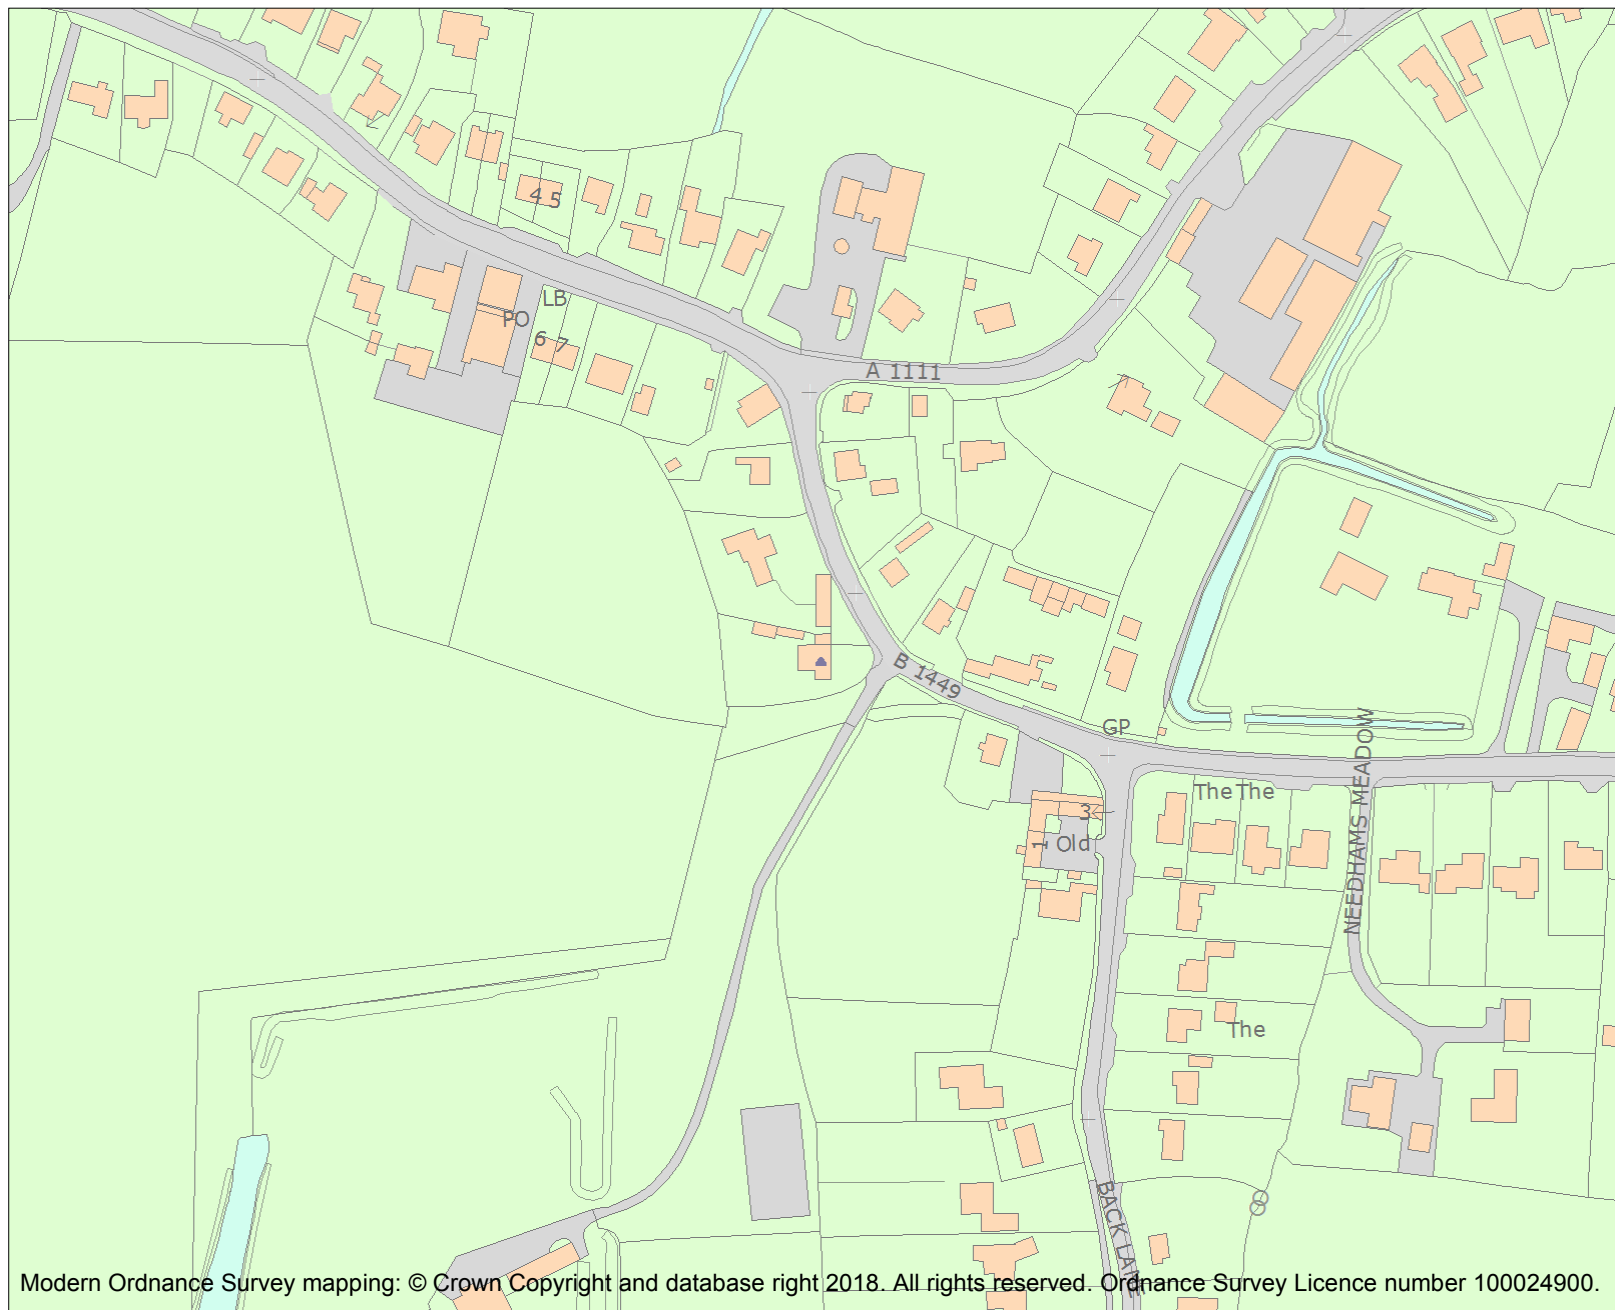 4 5
LB
PO
6 7
A 1111
B 1449
GP
NEEDHAMS MEADOW
The The
3
1 Old
The
BACK LANE
Modern Ordnance Survey mapping: © Crown Copyright and database right 2018. All rights reserved. Ordnance Survey Licence number 100024900.